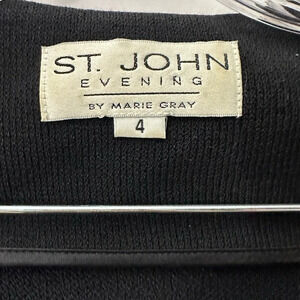 ST. JOHN
EVENING
BY MARIE GRAY
4